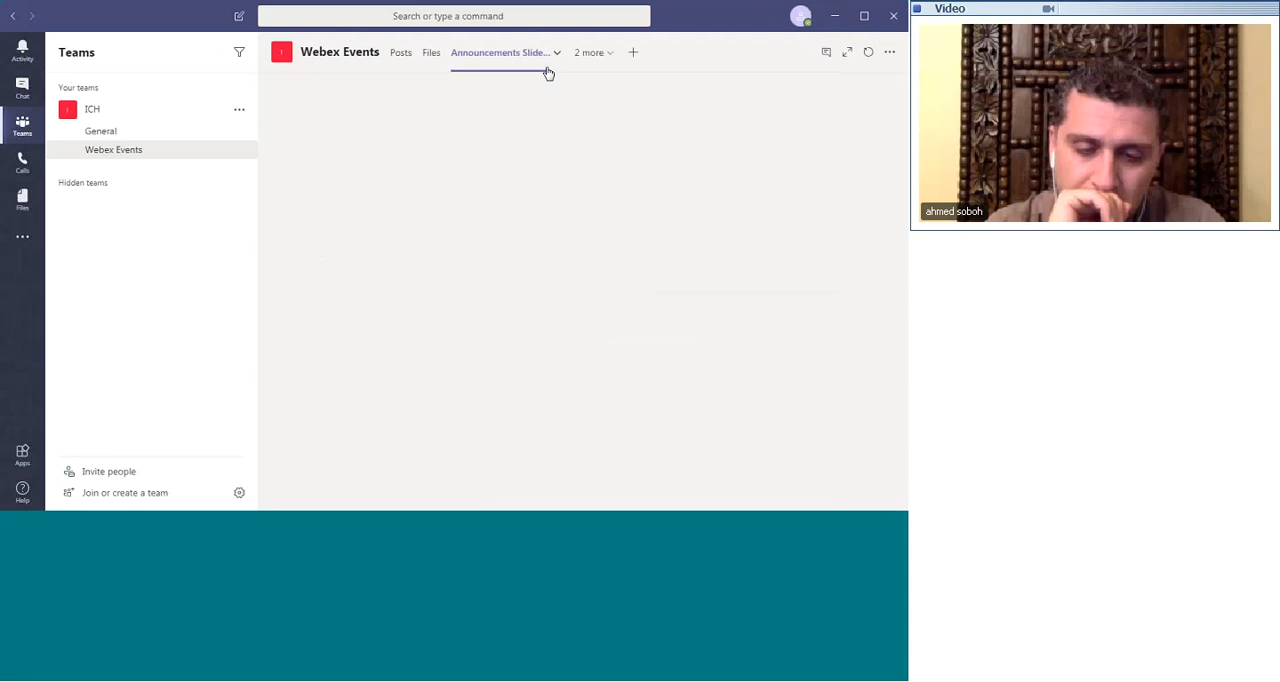 Search or type a command
Video
Activity
Chat
Teams
Calls
Files
Apps
Help
Teams
Your teams
ICH
General
Webex Events
Hidden teams
Invite people
Join or create a team
Webex Events
Posts
Files
Announcements Slide...
2 more
ahmed soboh